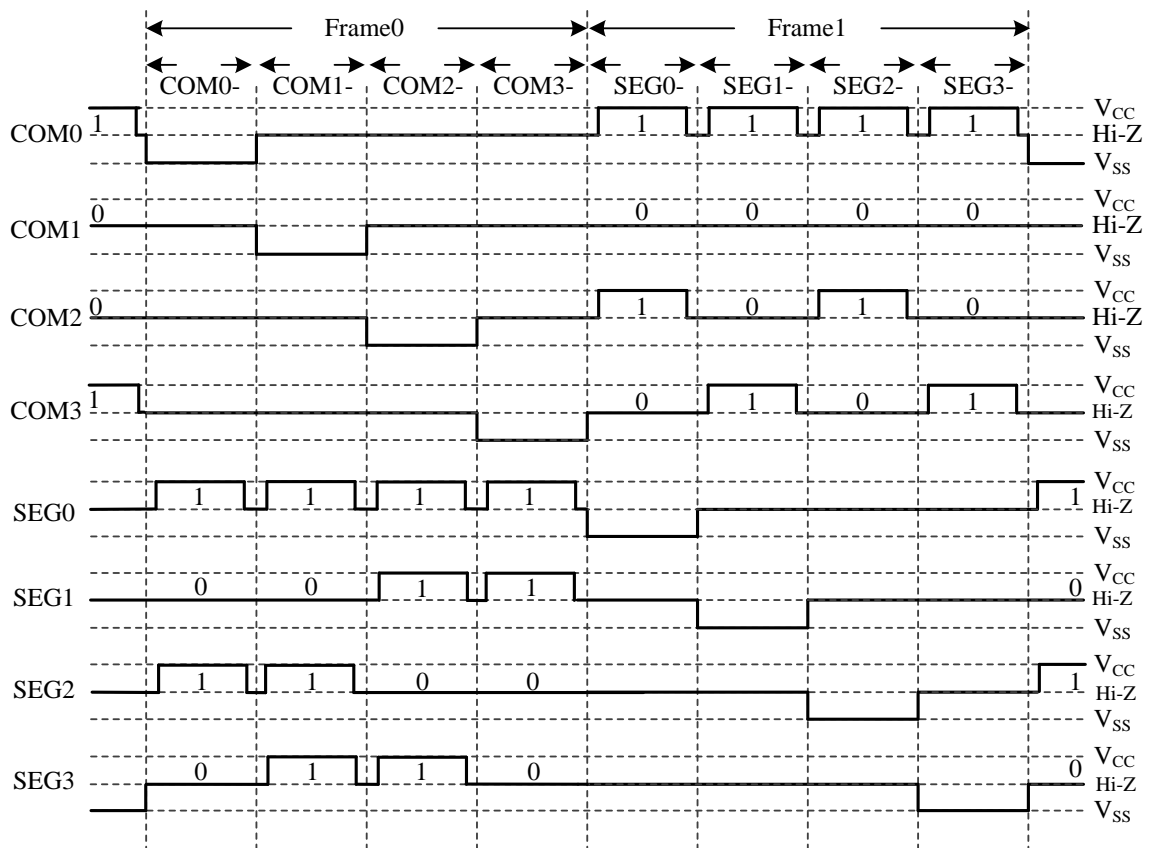 Frame0 Frame1
COM0- COM1- COM2- COM3- SEG0- SEG1- SEG2- SEG3-
COM0 1 1 1 1 1 VCC Hi-Z VSS
COM1 0 0 0 0 0 VCC Hi-Z VSS
COM2 0 1 0 1 0 VCC Hi-Z VSS
COM3 1 0 1 0 1 VCC Hi-Z VSS
SEG0 1 1 1 1 1 VCC Hi-Z VSS
SEG1 0 0 1 1 0 VCC Hi-Z VSS
SEG2 1 1 0 0 1 VCC Hi-Z VSS
SEG3 0 1 1 0 0 VCC Hi-Z VSS